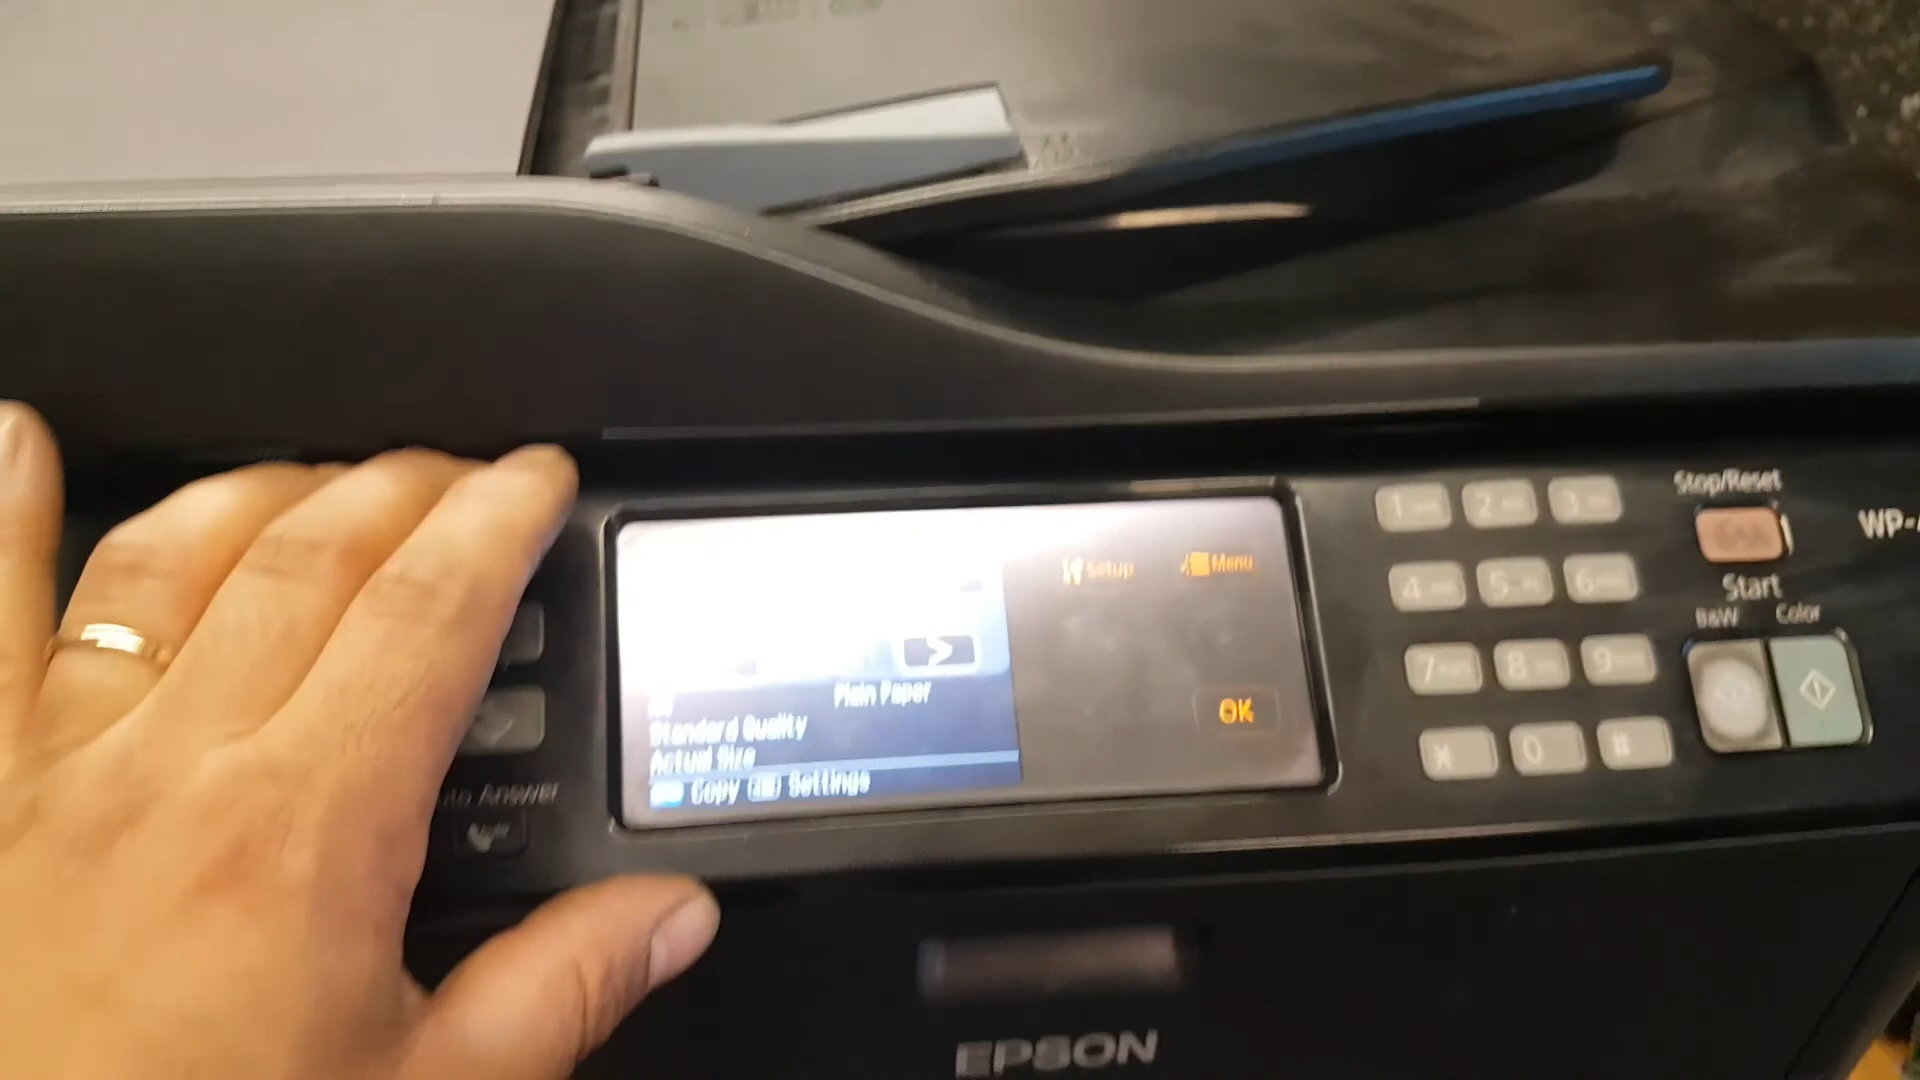 Stop/Reset
WP-
Setup
Menu
1
2
3
Start
B&W Color
4
5
6
7
8
9
OK
Plain Paper
Standard Quality
Actual Size
Copy Settings
0
#
Answer
EPSON